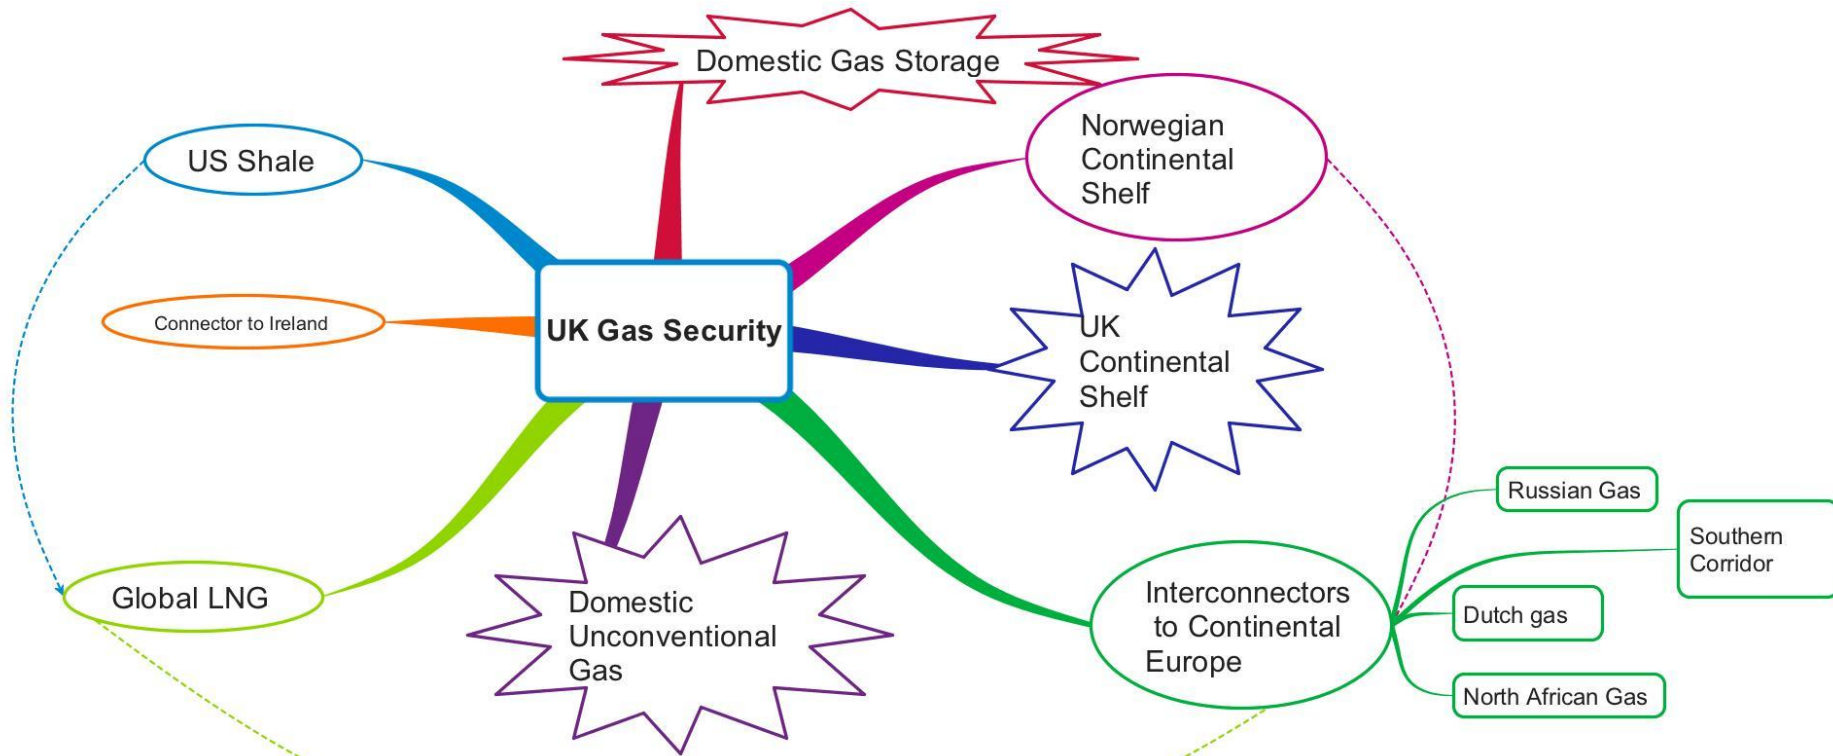 Domestic Gas Storage
Norwegian
Continental
Shelf
US Shale
Connector to Ireland
UK Gas Security
UK
Continental
Shelf
Russian Gas
Southern
Corridor
Global LNG
Domestic
Unconventional
Gas
Interconnectors
to Continental
Europe
Dutch gas
North African Gas